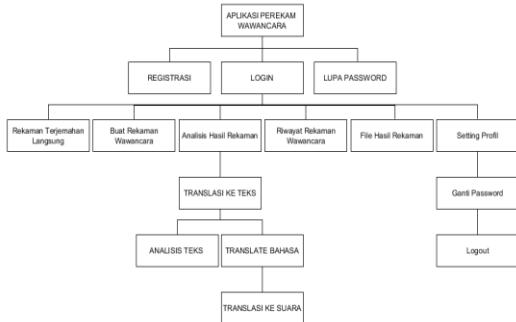 APLIKASI PEREKAM
WAWANCARA
REGISTRASI
LOGIN
LUPA PASSWORD
Rekaman Terjemahan
Langsung
Buat Rekaman
Wawancara
Analisis Hasil Rekaman
Riwayat Rekaman
Wawancara
File Hasil Rekaman
Setting Profil
TRANSLASI KE TEKS
Ganti Password
ANALISIS TEKS
TRANSLATE BAHASA
Logout
TRANSLASI KE SUARA